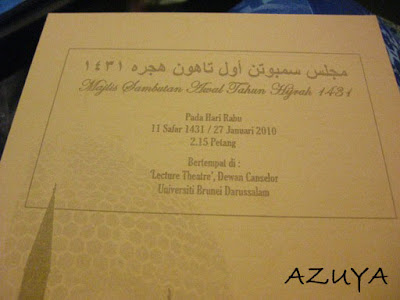 مجلس سمبوتن أول تاهون هجره ١٤٣١
Majlis Sambutan Awal Tahun Hijrah 1431
Pada Hari Rabu
11 Safar 1431 / 27 Januari 2010
2.15 Petang
Bertempat di :
'Lecture Theatre', Dewan Canselor
Universiti Brunei Darussalam
AZUYA